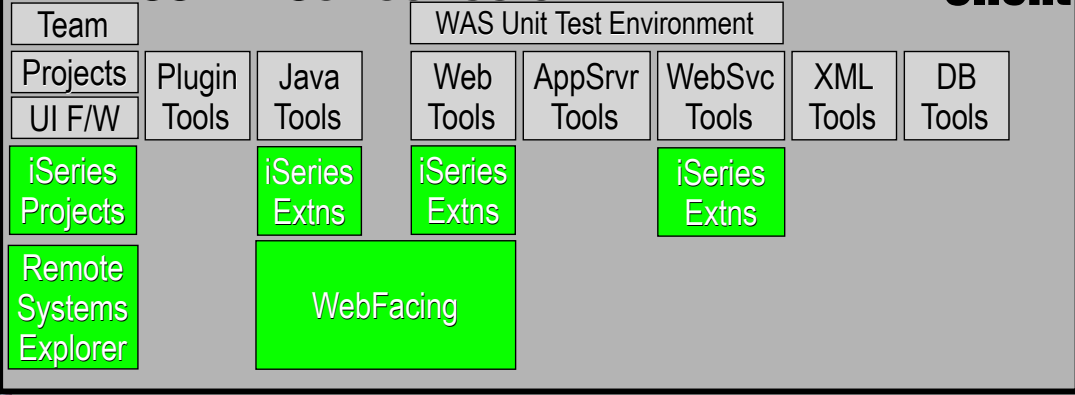 Team
WAS Unit Test Environment
Projects
UI F/W
Plugin
Tools
Java
Tools
Web
Tools
AppSrvr
Tools
WebSvc
Tools
XML
Tools
DB
Tools
iSeries
Projects
iSeries
Extns
iSeries
Extns
iSeries
Extns
Remote
Systems
Explorer
WebFacing